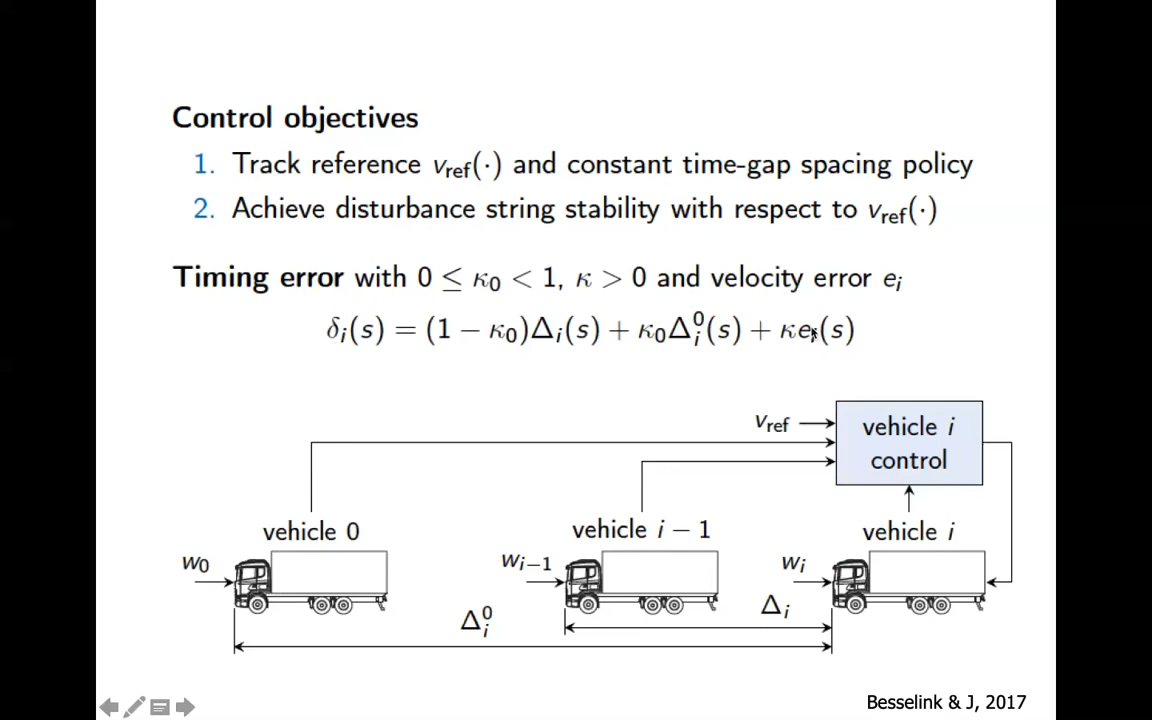 Control objectives
1. Track reference v_ref(·) and constant time-gap spacing policy
2. Achieve disturbance string stability with respect to v_ref(·)
Timing error with 0 ≤ κ₀ < 1, κ > 0 and velocity error e_i
δ_i(s) = (1 − κ₀)Δ_i(s) + κ₀Δ_i^0(s) + κe_i(s)
v_ref
vehicle i
control
vehicle 0
vehicle i − 1
vehicle i
w_0
w_{i−1}
w_i
Δ_i^0
Δ_i
Besselink & J, 2017